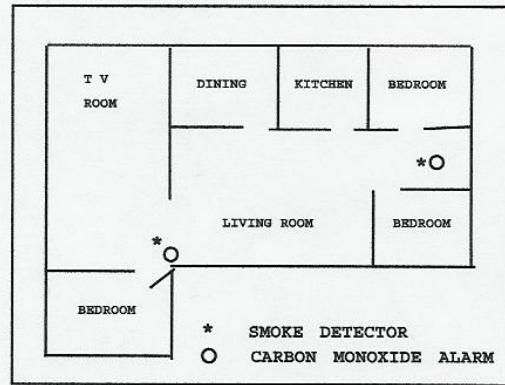 T V
ROOM
DINING
KITCHEN
BEDROOM
LIVING ROOM
BEDROOM
BEDROOM
* SMOKE DETECTOR
CARBON MONOXIDE ALARM